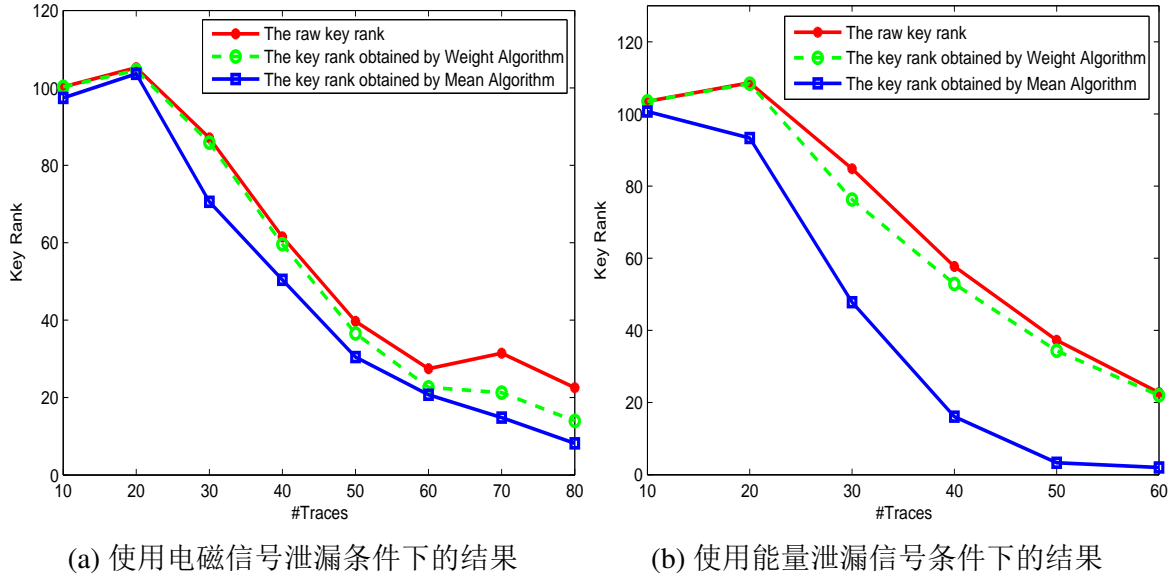 120
100
80
60
40
20
0
Key Rank
The raw key rank
The key rank obtained by Weight Algorithm
The key rank obtained by Mean Algorithm
10 20 30 40 50 60 70 80
#Traces
(a) 使用电磁信号泄漏条件下的结果
120
100
80
60
40
20
0
Key Rank
The raw key rank
The key rank obtained by Weight Algorithm
The key rank obtained by Mean Algorithm
10 20 30 40 50 60
#Traces
(b) 使用能量泄漏信号条件下的结果